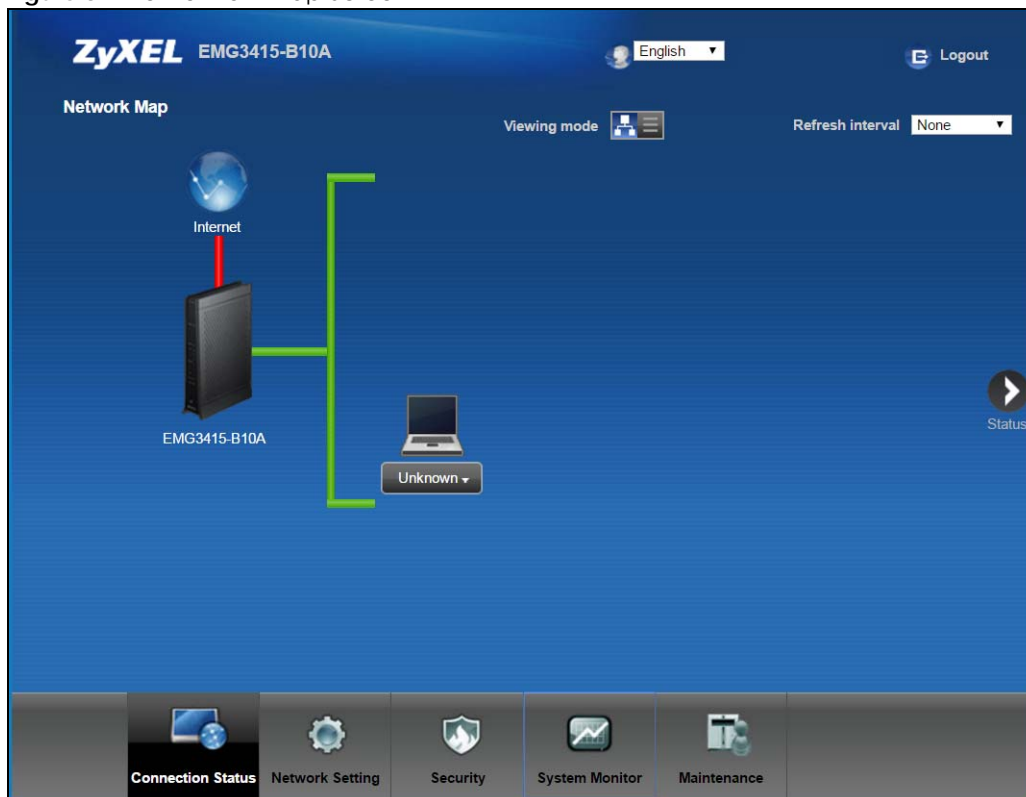 ZyXEL EMG3415-B10A
English
Logout
Network Map
Viewing mode
Refresh interval None
Internet
EMG3415-B10A
Unknown
Status
Connection Status
Network Setting
Security
System Monitor
Maintenance